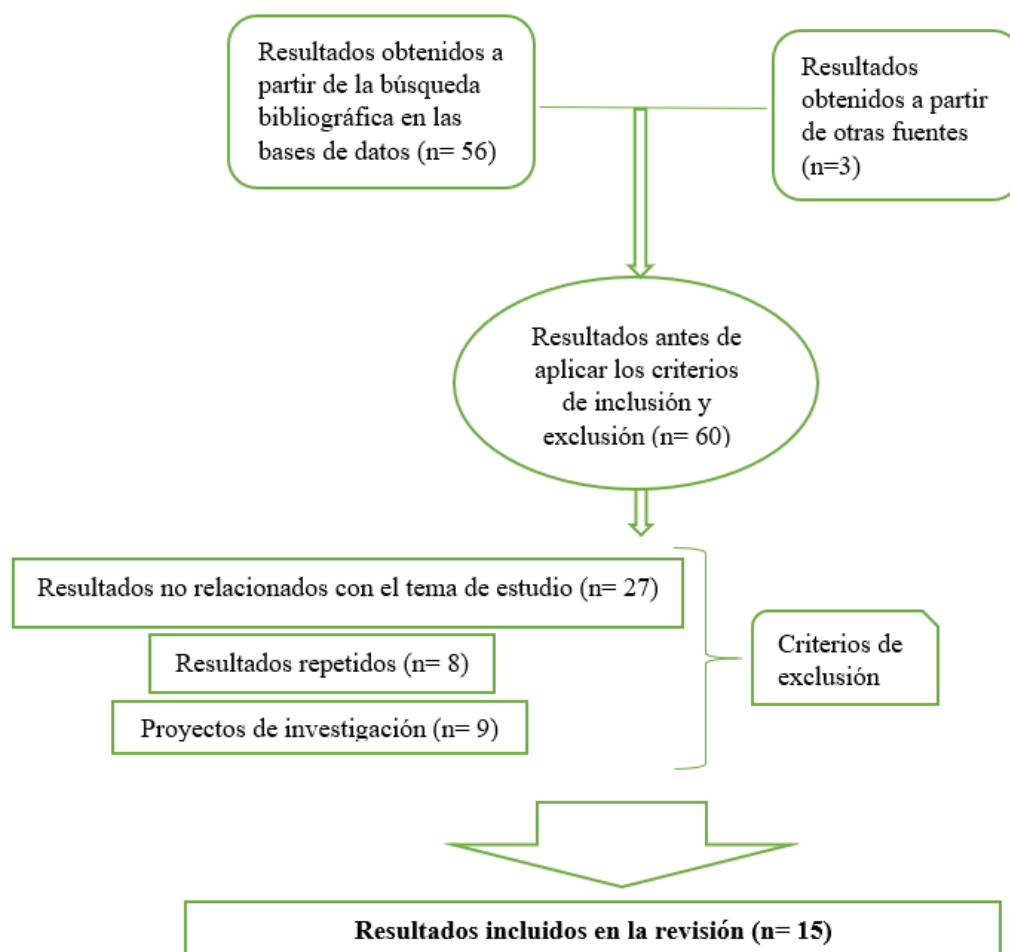 Resultados obtenidos a
partir de la búsqueda
bibliográfica en las
bases de datos (n= 56)
Resultados
obtenidos a partir
de otras fuentes
(n=3)
Resultados antes de
aplicar los criterios
de inclusión y
exclusión (n= 60)
Resultados no relacionados con el tema de estudio (n= 27)
Resultados repetidos (n= 8)
Proyectos de investigación (n= 9)
Criterios de
exclusión
Resultados incluidos en la revisión (n= 15)